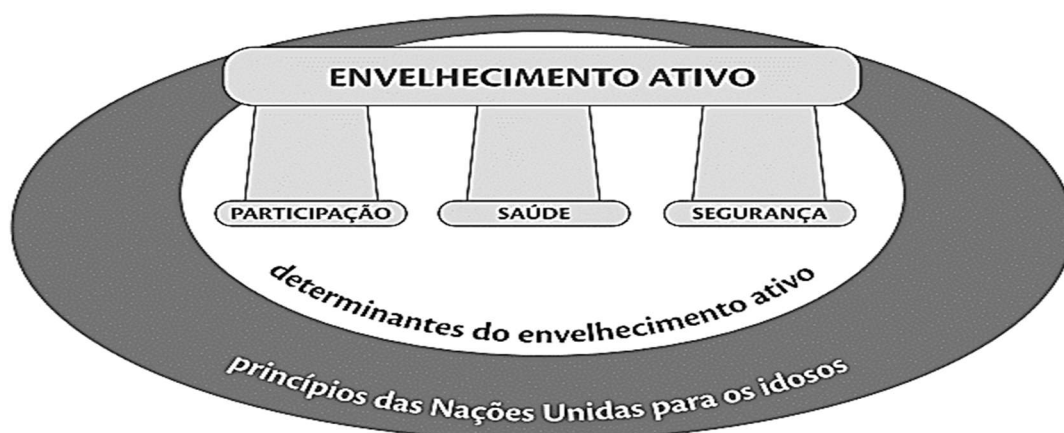 ENVELHECIMENTO ATIVO
PARTICIPAÇÃO
SAÚDE
SEGURANÇA
determinantes do envelhecimento ativo
princípios das Nações Unidas para os idosos